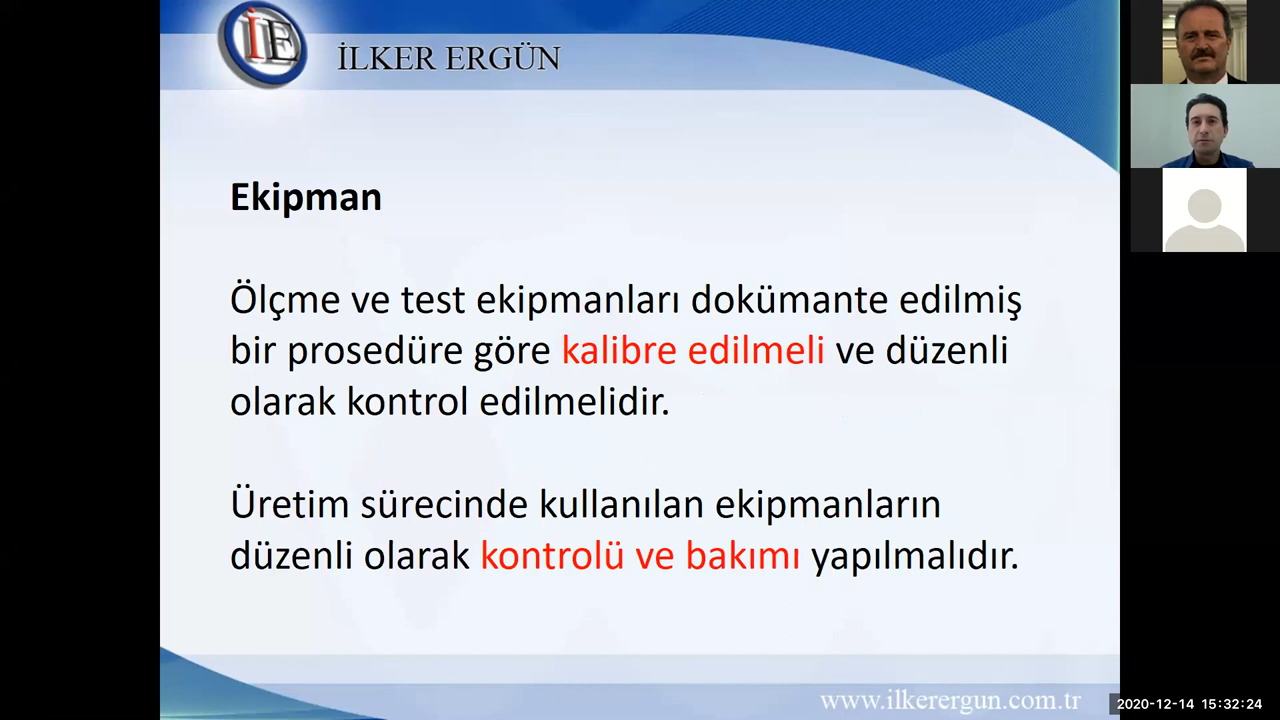 İE
İLKER ERGÜN
Ekipman
Ölçme ve test ekipmanları dokümante edilmiş
bir prosedüre göre kalibre edilmeli ve düzenli
olarak kontrol edilmelidir.
Üretim sürecinde kullanılan ekipmanların
düzenli olarak kontrolü ve bakımı yapılmalıdır.
www.ilkerergun.com.tr
2020-12-14 15:32:24